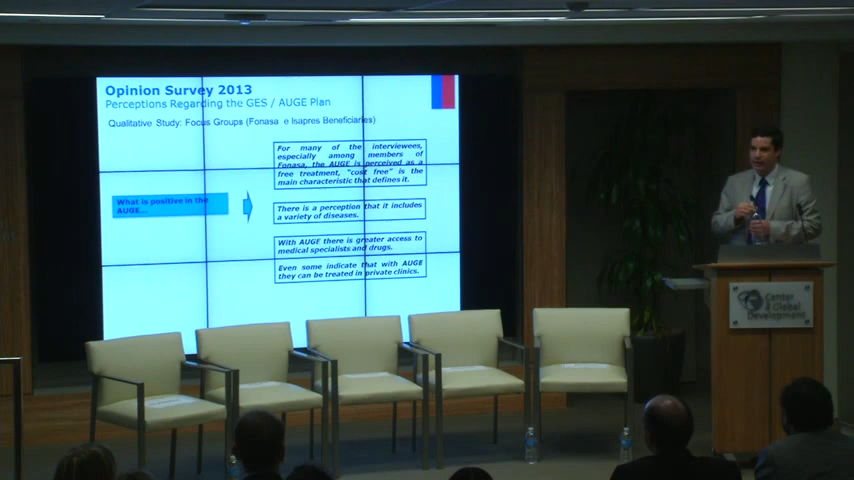 Opinion Survey 2013
Perceptions Regarding the GES / AUGE Plan
Qualitative Study: Focus Groups (Fonasa e Isapres Beneficiaries)
For many of the interviewees,
especially among members of
Fonasa, the AUGE is perceived as a
free treatment, "cost free" is the
main characteristic that defines it.
What is positive in the
AUGE...
There is a perception that it includes
a variety of diseases.
With AUGE there is greater access to
medical specialists and drugs.
Even some indicate that with AUGE
they can be treated in private clinics.
Center
Global
Development